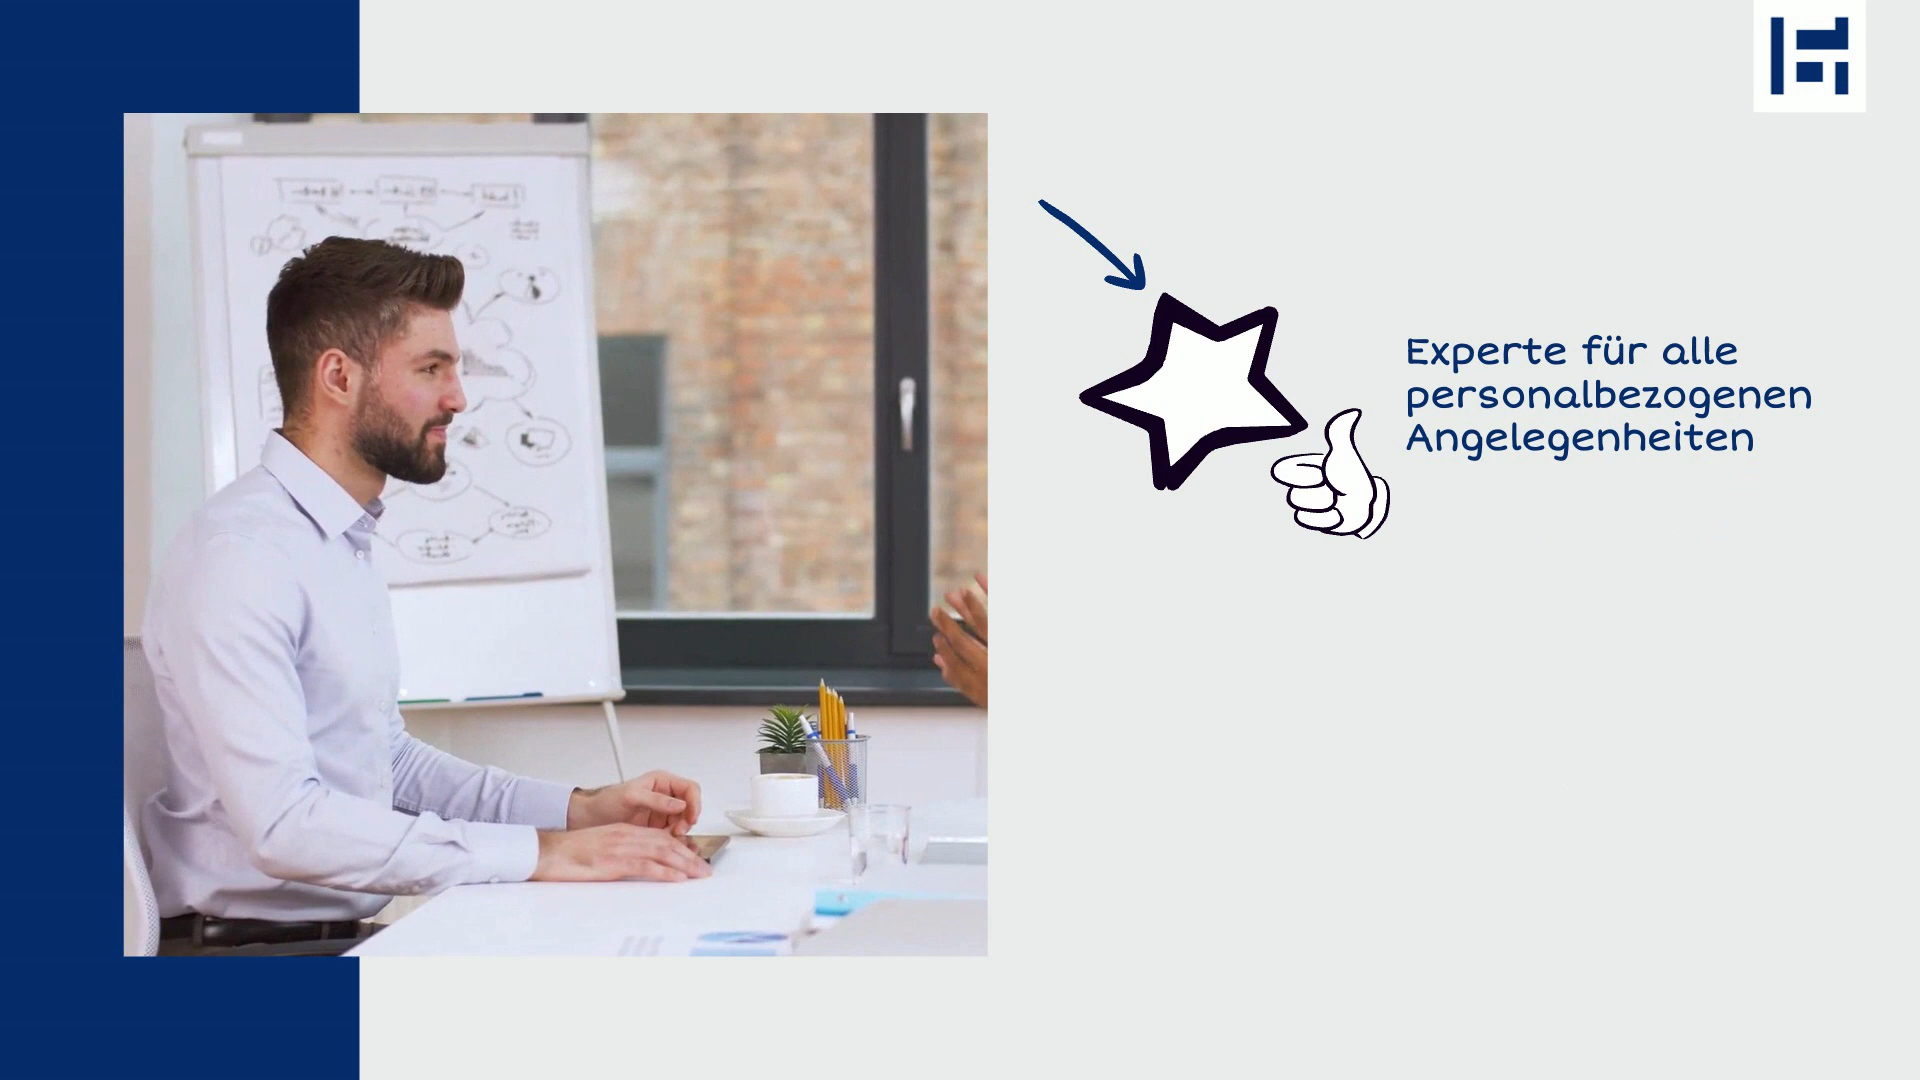 Experte für alle
personalbezogenen
Angelegenheiten